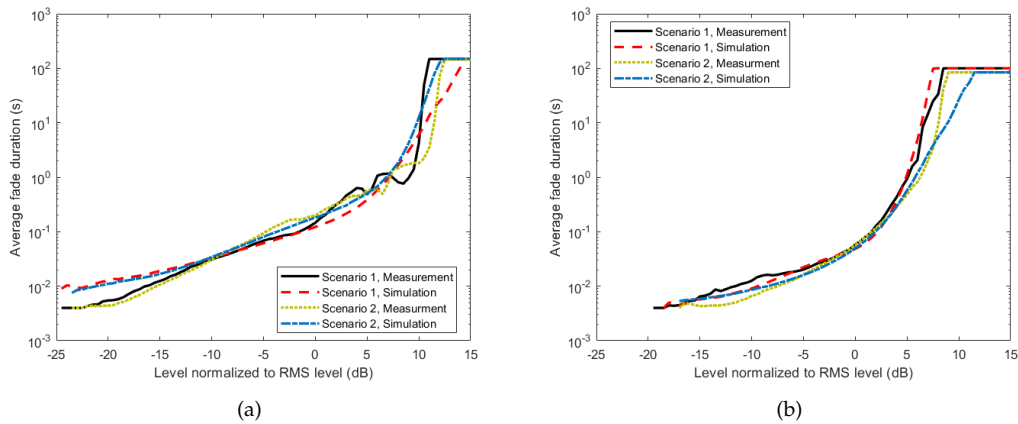 10^3
10^2
10^1
10^0
10^-1
10^-2
10^-3
Average fade duration (s)
-25 -20 -15 -10 -5 0 5 10 15
Level normalized to RMS level (dB)
Scenario 1, Measurement
Scenario 1, Simulation
Scenario 2, Measurment
Scenario 2, Simulation
(a)
10^3
10^2
10^1
10^0
10^-1
10^-2
10^-3
Average fade duration (s)
Scenario 1, Measurement
Scenario 1, Simulation
Scenario 2, Measurment
Scenario 2, Simulation
-25 -20 -15 -10 -5 0 5 10 15
Level normalized to RMS level (dB)
(b)